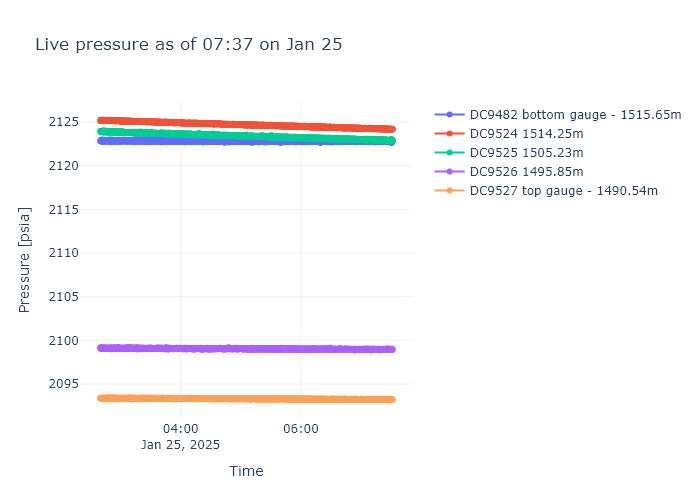 Live pressure as of 07:37 on Jan 25
DC9482 bottom gauge - 1515.65m
DC9524 1514.25m
DC9525 1505.23m
DC9526 1495.85m
DC9527 top gauge - 1490.54m
Pressure [psia]
2125
2120
2115
2110
2105
2100
2095
04:00
Jan 25, 2025
06:00
Time